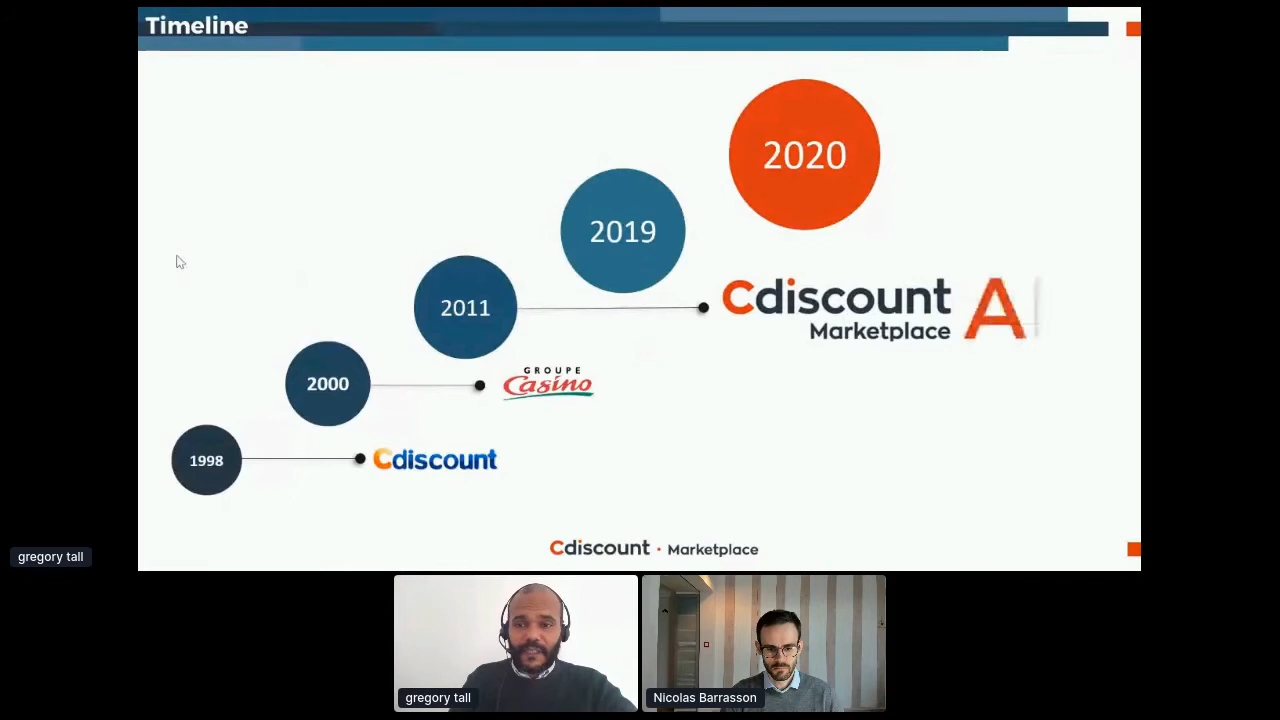 Timeline
2020
2019
2011
Cdiscount
Marketplace
A
2000
GROUPE
Casino
1998
Cdiscount
Cdiscount · Marketplace
gregory tall
gregory tall
Nicolas Barrasson